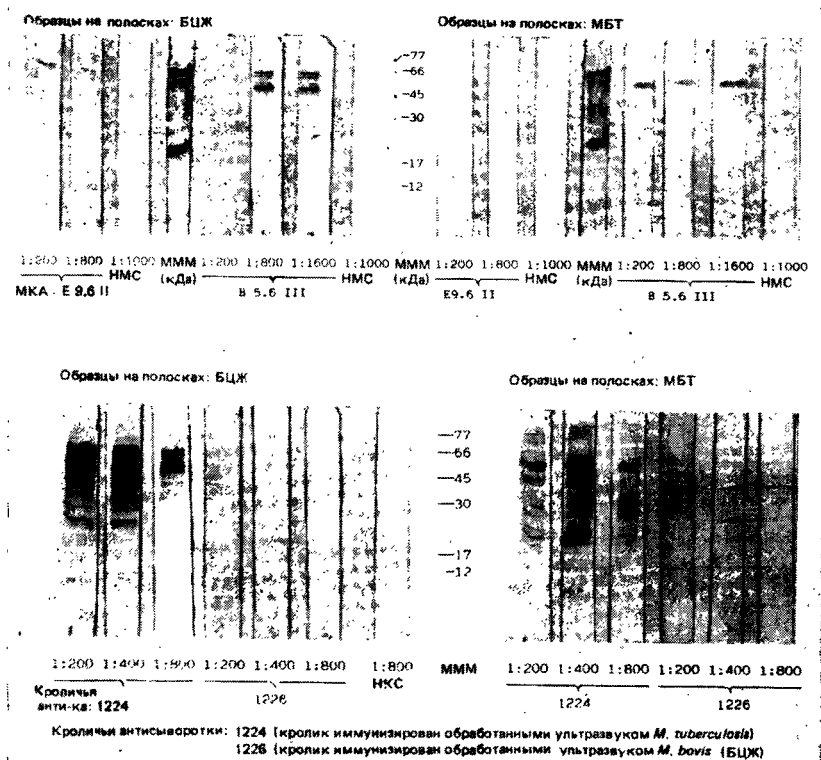 Образцы на полосках: БЦЖ
Образцы на полосках: МБТ
-77
-66
-45
-30
-17
-12
1:200 1:800 1:1000 МММ 1:200 1:800 1:1600 1:1000 МММ 1:200 1:800 1:1000 МММ 1:200 1:800 1:1600 1:1000
НМС (кДа) НМС (кДа) НМС (кДа) НМС
МКА - Е 9,6 II В 5.6 III Е9.6 II В 5.6 III
Образцы на полосках: БЦЖ
Образцы на полосках: МБТ
—77
—66
—45
—30
—17
—12
1:200 1:400 1:800 1:200 1:400 1:800 1:800 МММ 1:200 1:400 1:800 1:200 1:400 1:800
НКС
Кроличьи
анти-ка: 1224 1226 1224 1226
Кроличьи антисыворотки: 1224 (кролик иммунизирован обработанными ультразвуком M. tuberculosis)
1226 (кролик иммунизирован обработанными ультразвуком M. bovis (БЦЖ)